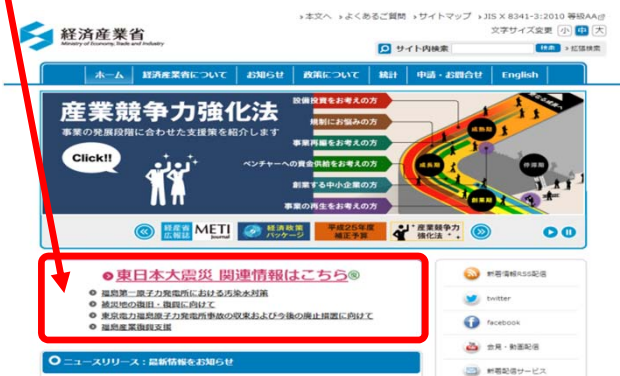 ›本文へ ›よくあるご質問 ›サイトマップ ›JIS X 8341-3:2010 等級AA
経済産業省
Ministry of Economy, Trade and Industry
文字サイズ変更 小 中 大
サイト内検索 検索 ›拡張検索
ホーム 経済産業省について お知らせ 政策について 統計 申請・お問合せ English
産業競争力強化法
事業の発展段階に合わせた支援策を紹介します
Click!!
設備投資をお考えの方
規制にお悩みの方
事業再編をお考えの方
ベンチャーへの資金供給をお考えの方
創業する中小企業の方
事業の再生をお考えの方
成熟期
成長期
停滞期
創業期
経産省広報誌 METI Journal
経済政策パッケージ
平成25年度補正予算
産業競争力強化法
東日本大震災 関連情報はこちら
福島第一原子力発電所における汚染水対策
被災地の復旧・復興に向けて
東京電力福島原子力発電所事故の収束および今後の廃止措置に向けて
福島産業復興支援
ニュースリリース：最新情報をお知らせ
新着情報RSS配信
twitter
facebook
会見・動画配信
新着配信サービス